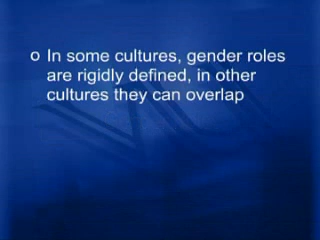 o In some cultures, gender roles
are rigidly defined, in other
cultures they can overlap